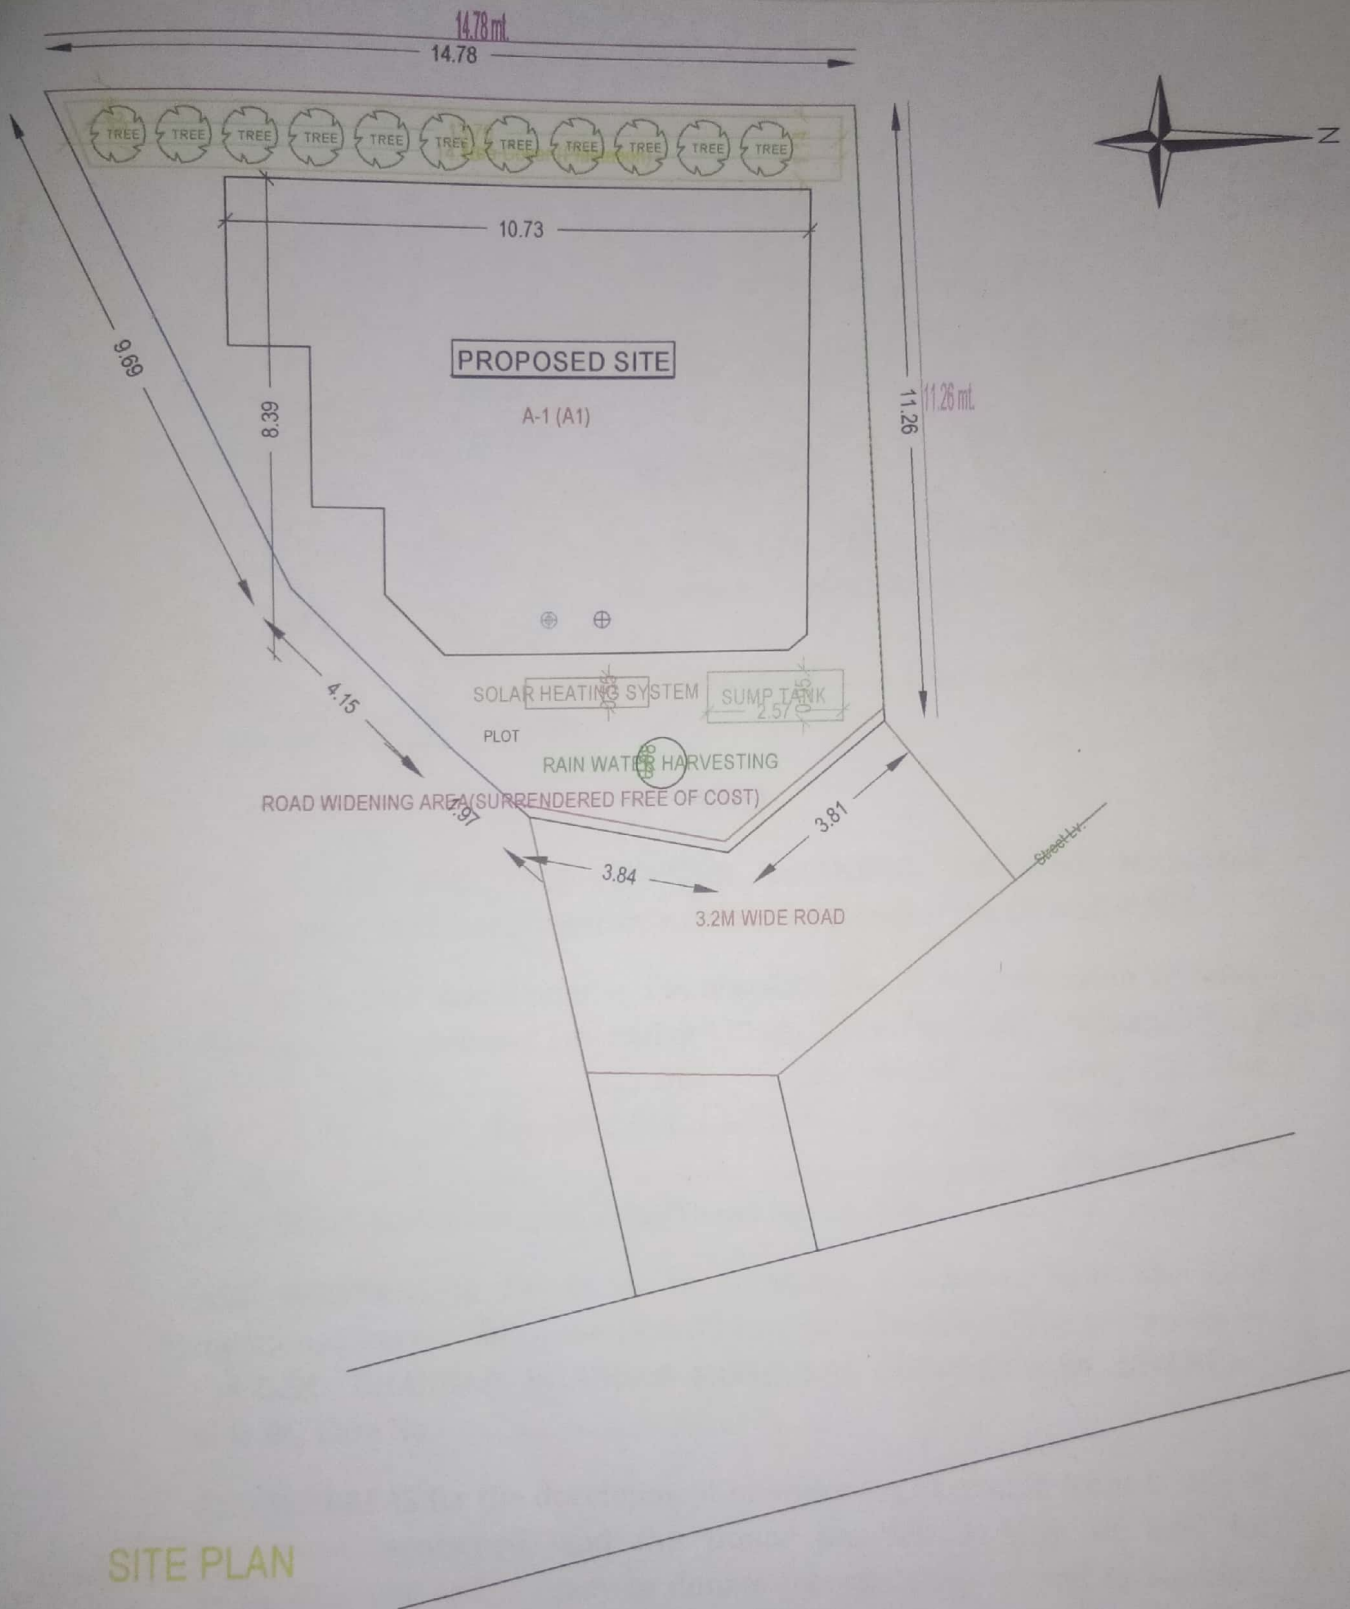 14.78 mt.
14.78
N
TREE TREE TREE TREE TREE TREE TREE TREE TREE TREE TREE
10.73
9.69
PROPOSED SITE
A-1 (A1)
8.39
11.26
11.26 mt.
4.15
SOLAR HEATING SYSTEM
SUMP TANK
2.57
PLOT
RAIN WATER HARVESTING
ROAD WIDENING AREA(SURRENDERED FREE OF COST)
3.81
3.84
Street Lv.
3.2M WIDE ROAD
SITE PLAN